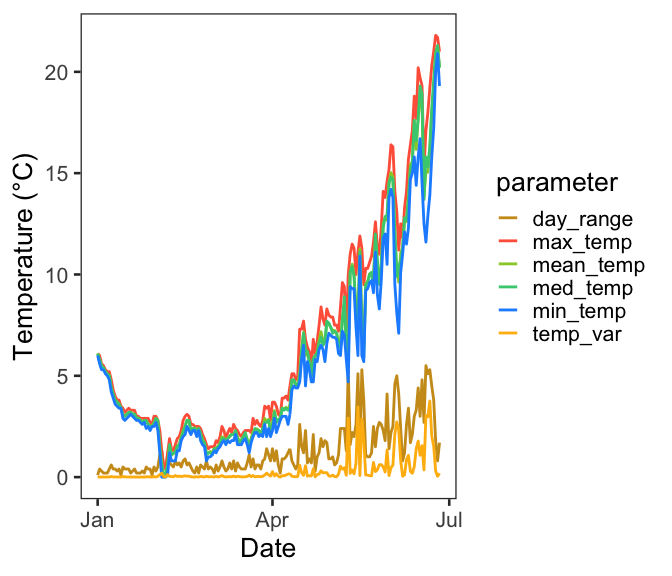 Temperature (°C)
20
15
10
5
0
Jan
Apr
Jul
Date
parameter
day_range
max_temp
mean_temp
med_temp
min_temp
temp_var